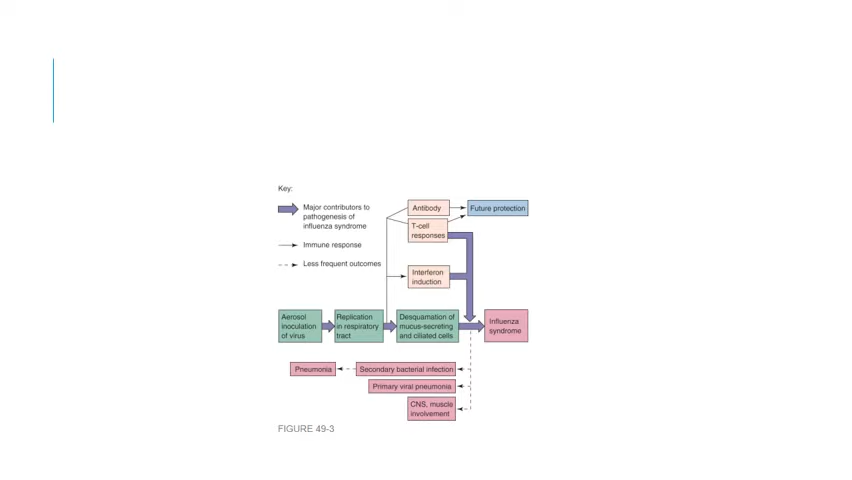 Key:
Major contributors to
pathogenesis of
influenza syndrome
Immune response
Less frequent outcomes
Antibody
Future protection
T-cell
responses
Interferon
induction
Aerosol
inoculation
of virus
Replication
in respiratory
tract
Desquamation of
mucus-secreting
and ciliated cells
Influenza
syndrome
Pneumonia
Secondary bacterial infection
Primary viral pneumonia
CNS, muscle
involvement
FIGURE 49-3